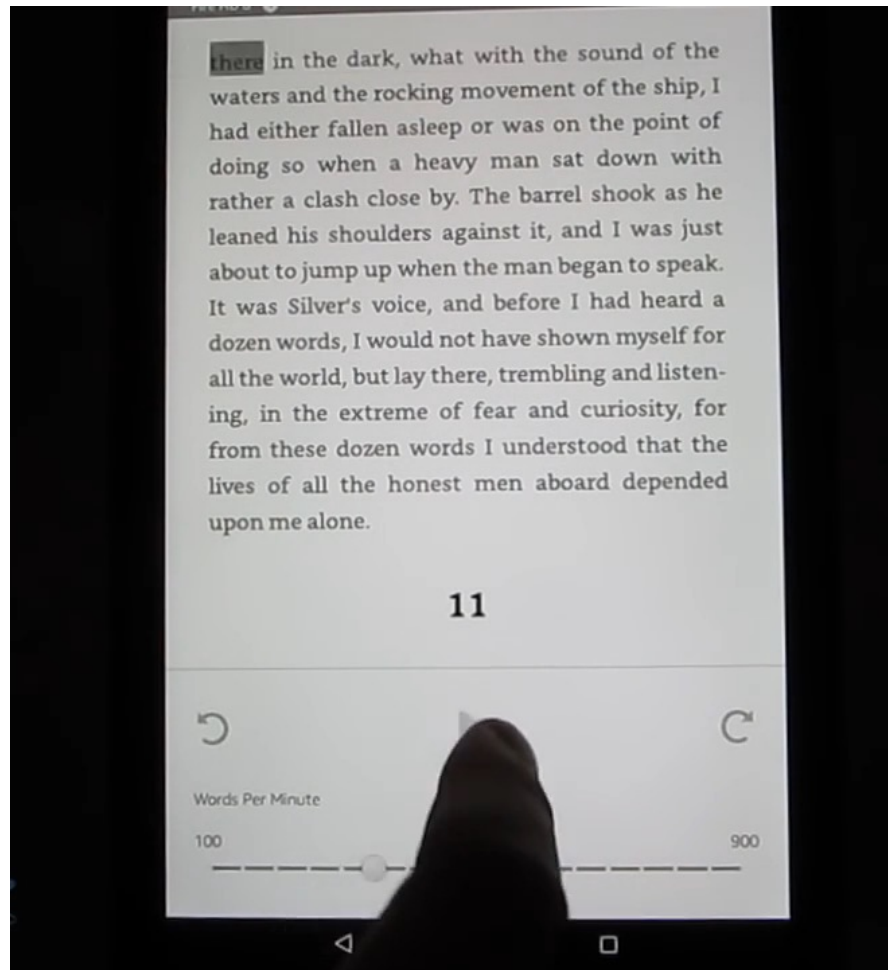 there in the dark, what with the sound of the
waters and the rocking movement of the ship, I
had either fallen asleep or was on the point of
doing so when a heavy man sat down with
rather a clash close by. The barrel shook as he
leaned his shoulders against it, and I was just
about to jump up when the man began to speak.
It was Silver's voice, and before I had heard a
dozen words, I would not have shown myself for
all the world, but lay there, trembling and listen-
ing, in the extreme of fear and curiosity, for
from these dozen words I understood that the
lives of all the honest men aboard depended
upon me alone.
11
Words Per Minute
100
900